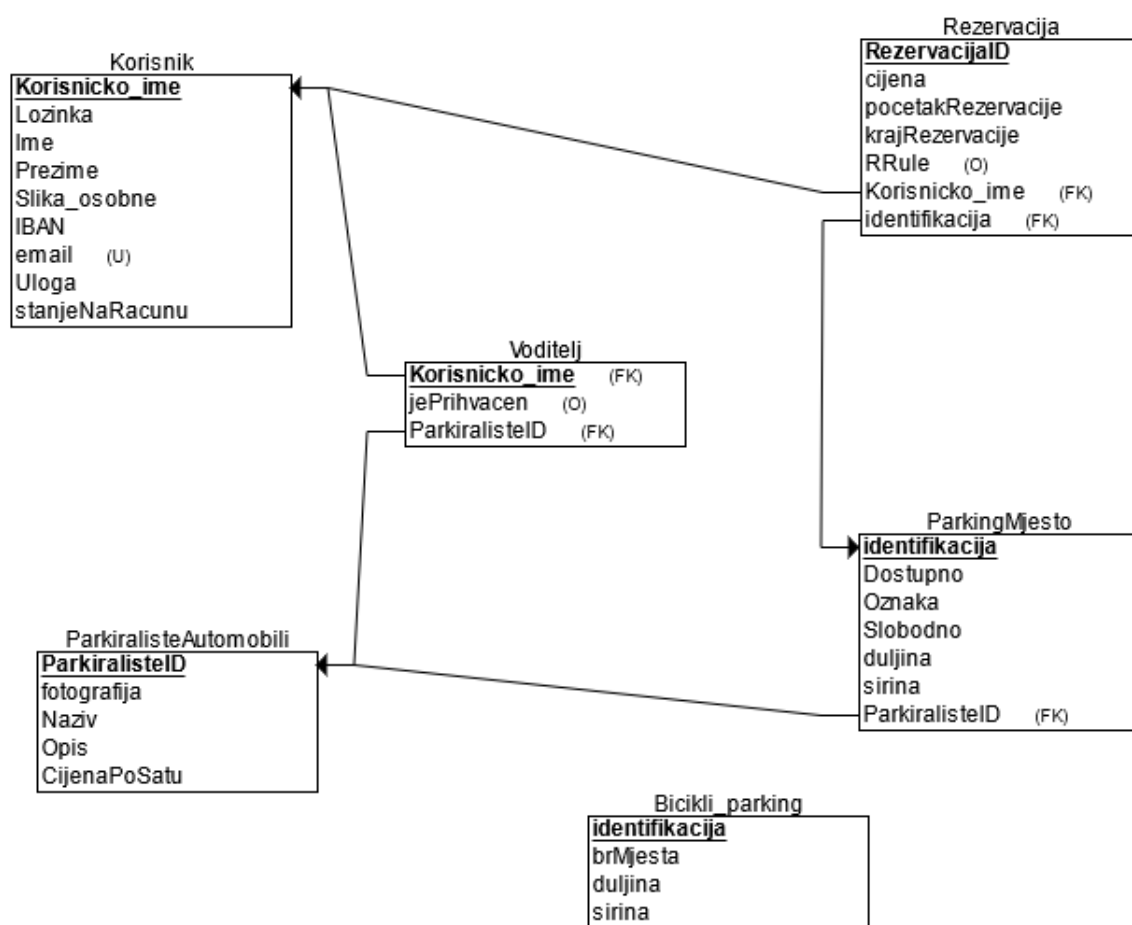 Korisnik
Korisnicko_ime
Lozinka
Ime
Prezime
Slika_osobne
IBAN
email (U)
Uloga
stanjeNaRacunu
Rezervacija
RezervacijaID
cijena
pocetakRezervacije
krajRezervacije
RRule (O)
Korisnicko_ime (FK)
identifikacija (FK)
Voditelj
Korisnicko_ime (FK)
jePrihvacen (O)
ParkiralisteID (FK)
ParkingMjesto
identifikacija
Dostupno
Oznaka
Slobodno
duljina
sirina
ParkiralisteID (FK)
ParkiralisteAutomobili
ParkiralisteID
fotografija
Naziv
Opis
CijenaPoSatu
Bicikli_parking
identifikacija
brMjesta
duljina
sirina